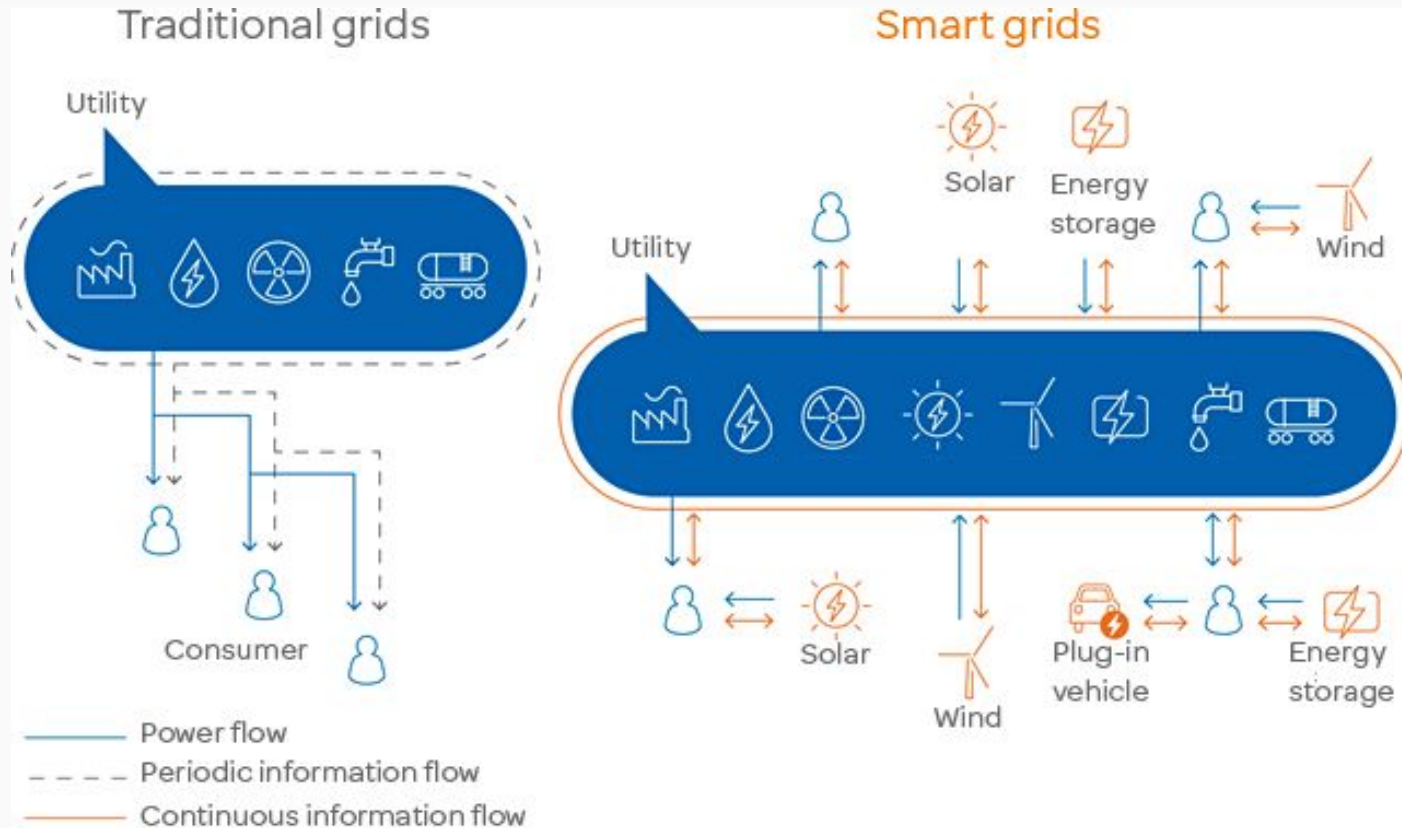 Traditional grids
Utility
Consumer
Power flow
Periodic information flow
Continuous information flow
Smart grids
Solar
Energy
storage
Wind
Utility
Solar
Wind
Plug-in
vehicle
Energy
storage